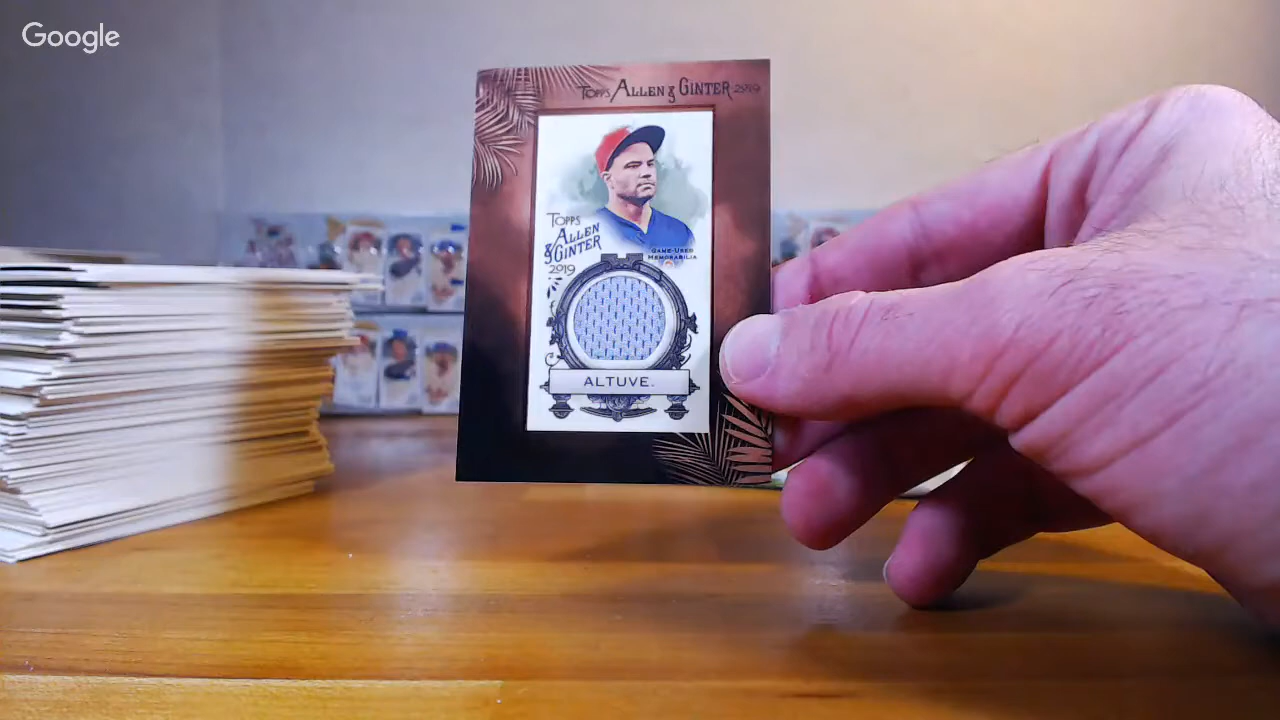 Google
TOPPS ALLEN & GINTER 2019
TOPPS
ALLEN
& GINTER
2019
GAME-USED
MEMORABILIA
ALTUVE.